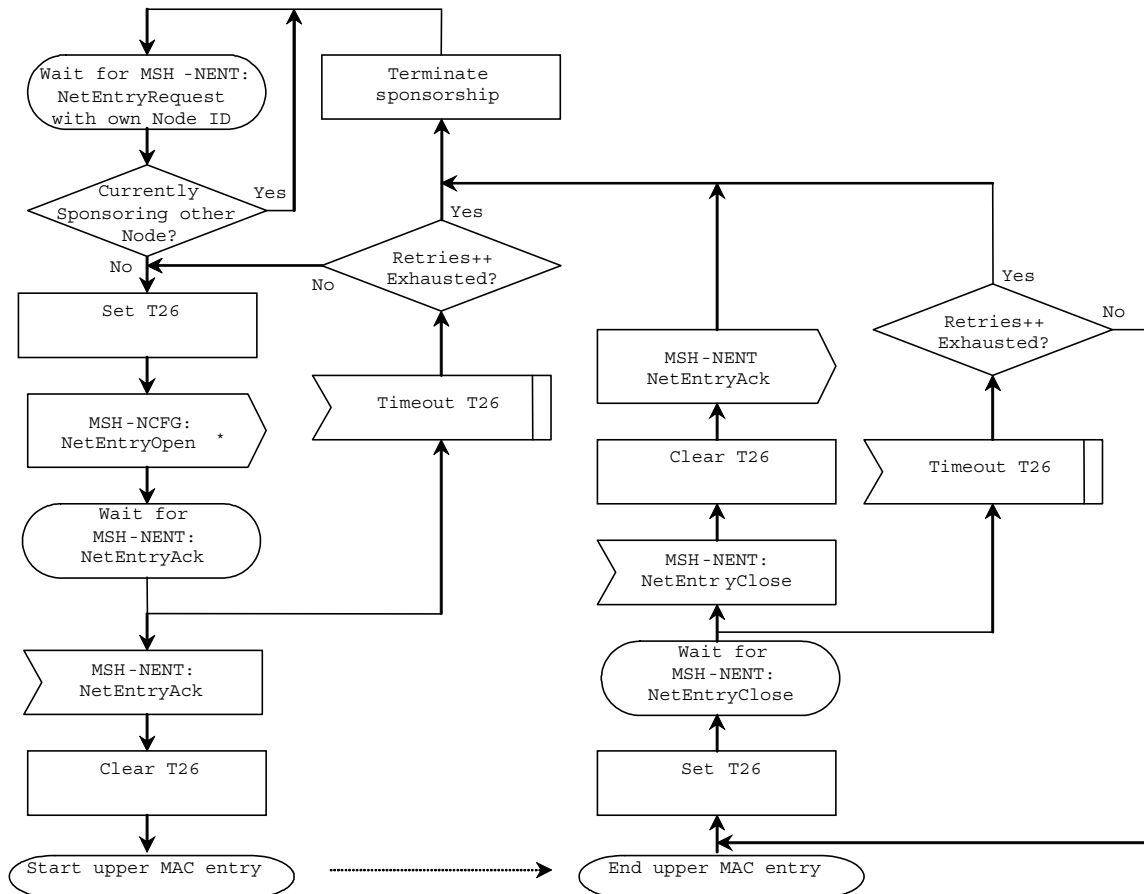 Wait for MSH -NENT:
NetEntryRequest
with own Node ID
Terminate
sponsorship
Currently
Sponsoring other
Node?
Yes
No
Yes
Retries++
Exhausted?
No
Set T26
MSH-NCFG:
NetEntryOpen *
Timeout T26
Wait for
MSH-NENT:
NetEntryAck
MSH-NENT:
NetEntryAck
Clear T26
Start upper MAC entry
Yes
No
Retries++
Exhausted?
MSH-NENT
NetEntryAck
Clear T26
Timeout T26
MSH-NENT:
NetEntryClose
Wait for
MSH-NENT:
NetEntryClose
Set T26
End upper MAC entry